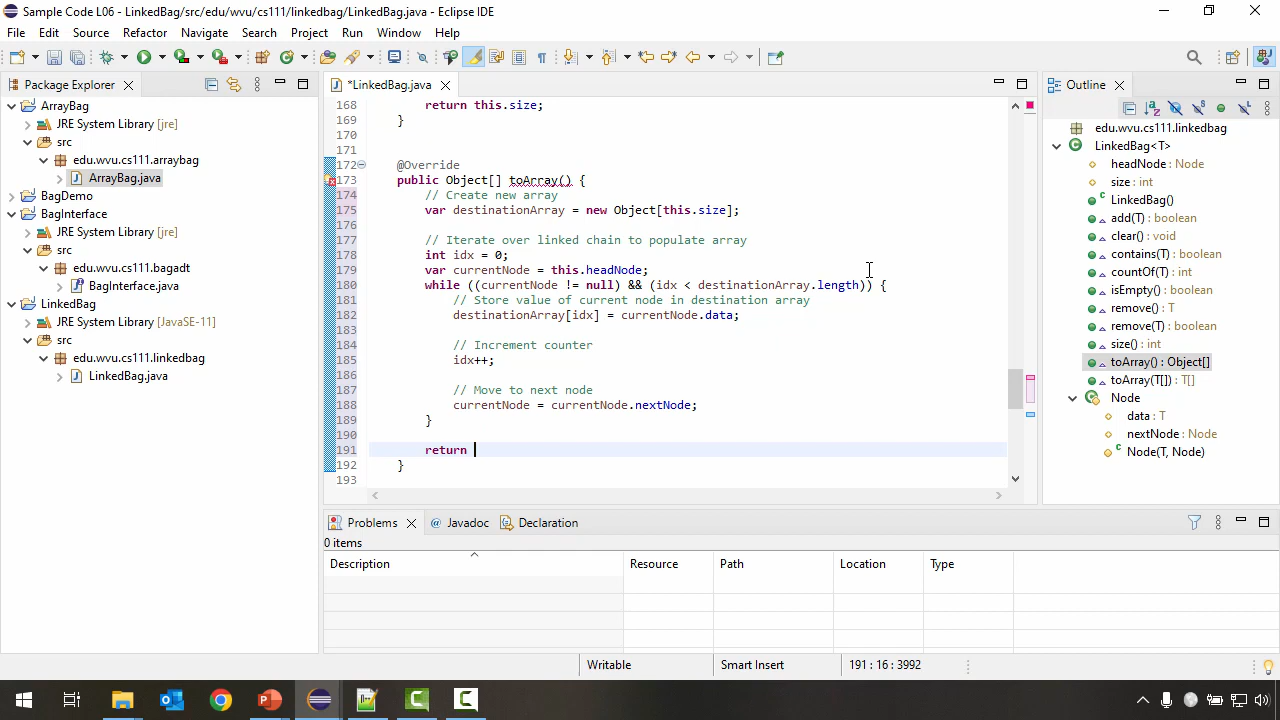 Sample Code L06 - LinkedBag/src/edu/wvu/cs111/linkedbag/LinkedBag.java - Eclipse IDE
File Edit Source Refactor Navigate Search Project Run Window Help
Package Explorer
ArrayBag
JRE System Library [jre]
src
edu.wvu.cs111.arraybag
ArrayBag.java
BagDemo
BagInterface
JRE System Library [jre]
src
edu.wvu.cs111.bagadt
BagInterface.java
LinkedBag
JRE System Library [JavaSE-11]
src
edu.wvu.cs111.linkedbag
LinkedBag.java
*LinkedBag.java
168 return this.size;
169 }
170
171
172 @Override
173 public Object[] toArray() {
174 // Create new array
175 var destinationArray = new Object[this.size];
176
177 // Iterate over linked chain to populate array
178 int idx = 0;
179 var currentNode = this.headNode;
180 while ((currentNode != null) && (idx < destinationArray.length)) {
181 // Store value of current node in destination array
182 destinationArray[idx] = currentNode.data;
183
184 // Increment counter
185 idx++;
186
187 // Move to next node
188 currentNode = currentNode.nextNode;
189 }
190
191 return
192 }
193
Outline
edu.wvu.cs111.linkedbag
LinkedBag<T>
headNode : Node
size : int
LinkedBag()
add(T) : boolean
clear() : void
contains(T) : boolean
countOf(T) : int
isEmpty() : boolean
remove() : T
remove(T) : boolean
size() : int
toArray() : Object[]
toArray(T[]) : T[]
Node
data : T
nextNode : Node
Node(T, Node)
Problems Javadoc Declaration
0 items
Description Resource Path Location Type
Writable Smart Insert 191 : 16 : 3992